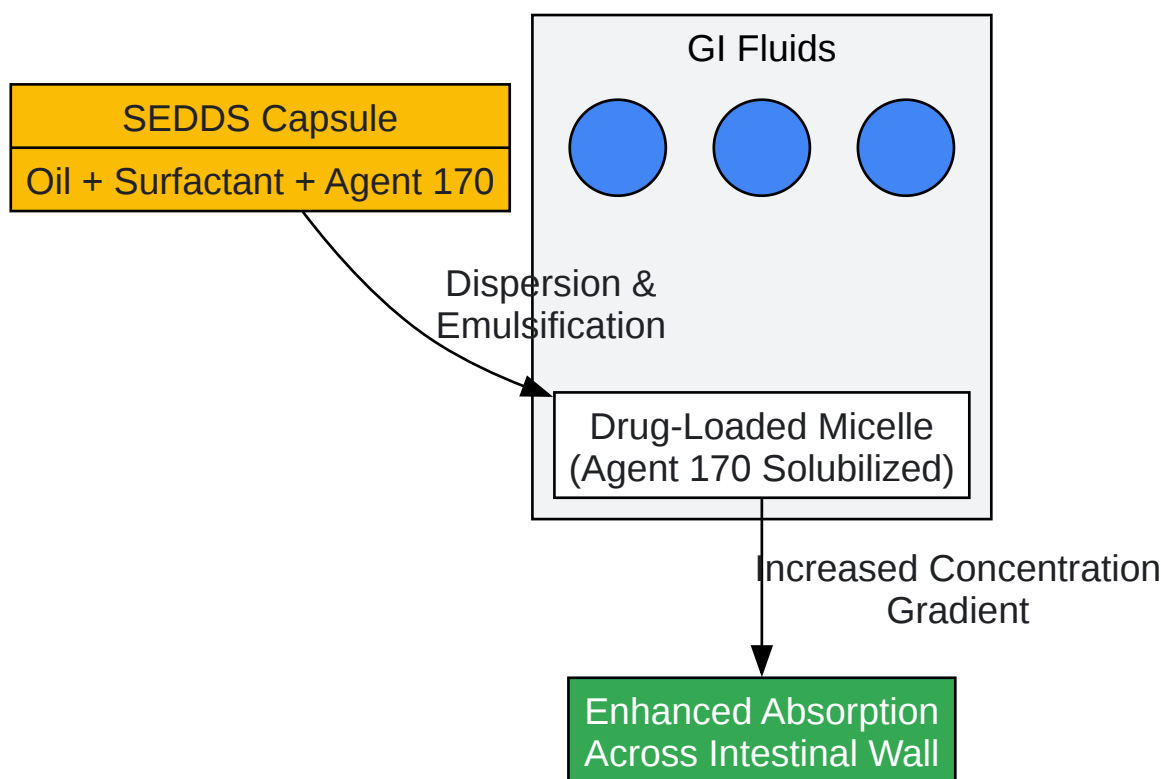 GI Fluids
SEDDS Capsule
Oil + Surfactant + Agent 170
Dispersion &
Emulsification
Drug-Loaded Micelle
(Agent 170 Solubilized)
Increased Concentration
Gradient
Enhanced Absorption
Across Intestinal Wall